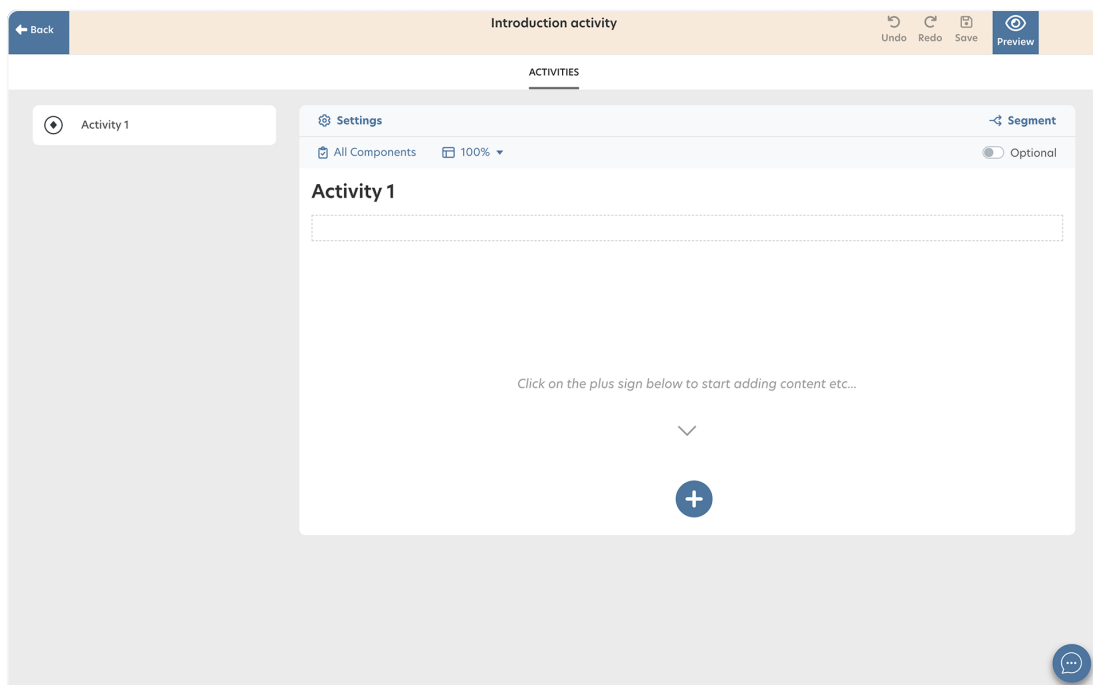 Back
Introduction activity
Undo Redo Save Preview
ACTIVITIES
Activity 1
Settings
Segment
All Components
100%
Optional
Activity 1
Click on the plus sign below to start adding content etc...